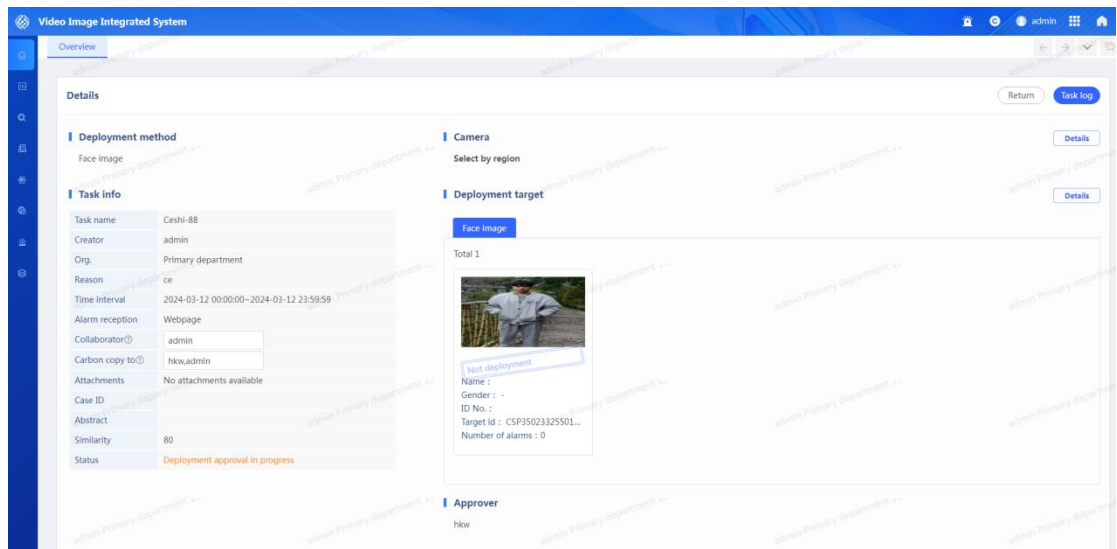 Video Image Integrated System
admin
Overview
Details
Return
Task log
Deployment method
Face image
Camera
Details
Select by region
Task info
Deployment target
Details
Task name Ceshi-88
Creator admin
Org. Primary department
Reason ce
Time interval 2024-03-12 00:00:00~2024-03-12 23:59:59
Alarm reception Webpage
Collaborator admin
Carbon copy to hkw,admin
Attachments No attachments available
Case ID
Abstract
Similarity 80
Status Deployment approval in progress
Face image
Total 1
Not deployment
Name :
Gender : -
ID No. :
Target id : CSP35023325501...
Number of alarms : 0
Approver
hkw
admin Primary department